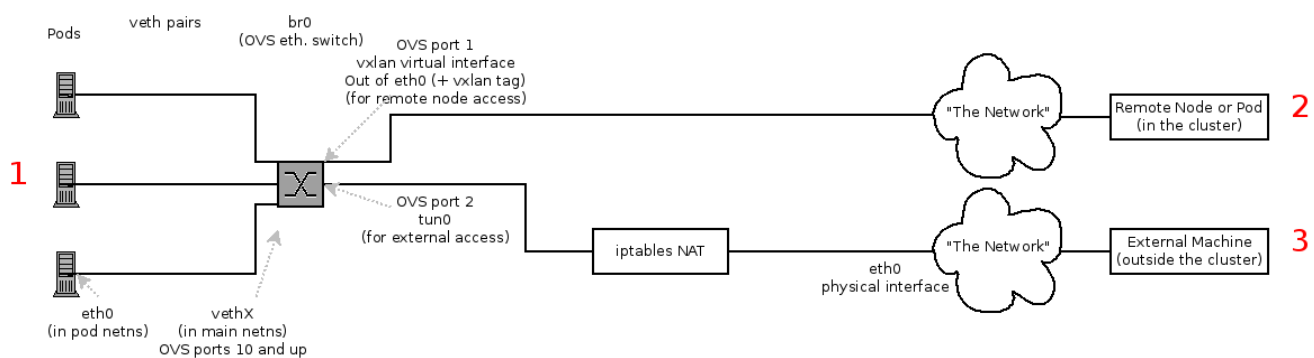 Pods
veth pairs
br0
(OVS eth. switch)
OVS port 1
vxlan virtual interface
Out of eth0 (+ vxlan tag)
(for remote node access)
"The Network"
Remote Node or Pod
(in the cluster)
2
1
OVS port 2
tun0
(for external access)
iptables NAT
eth0
physical interface
"The Network"
External Machine
(outside the cluster)
3
eth0
(in pod netns)
vethX
(in main netns)
OVS ports 10 and up